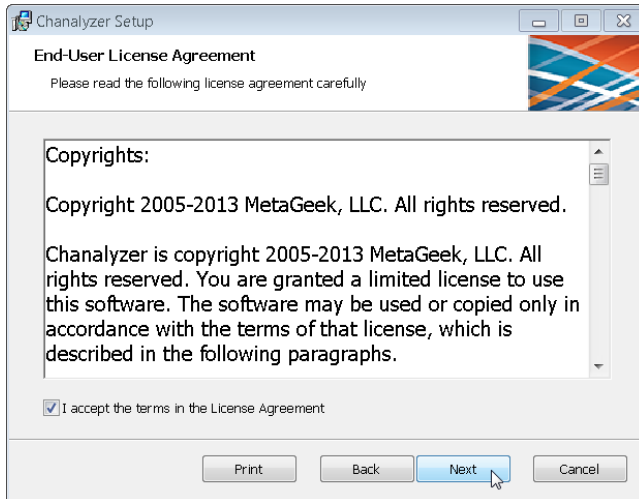 Chanalyzer Setup
End-User License Agreement
Please read the following license agreement carefully
Copyrights:
Copyright 2005-2013 MetaGeek, LLC. All rights reserved.
Chanalyzer is copyright 2005-2013 MetaGeek, LLC. All
rights reserved. You are granted a limited license to use
this software. The software may be used or copied only in
accordance with the terms of that license, which is
described in the following paragraphs.
I accept the terms in the License Agreement
Print Back Next Cancel